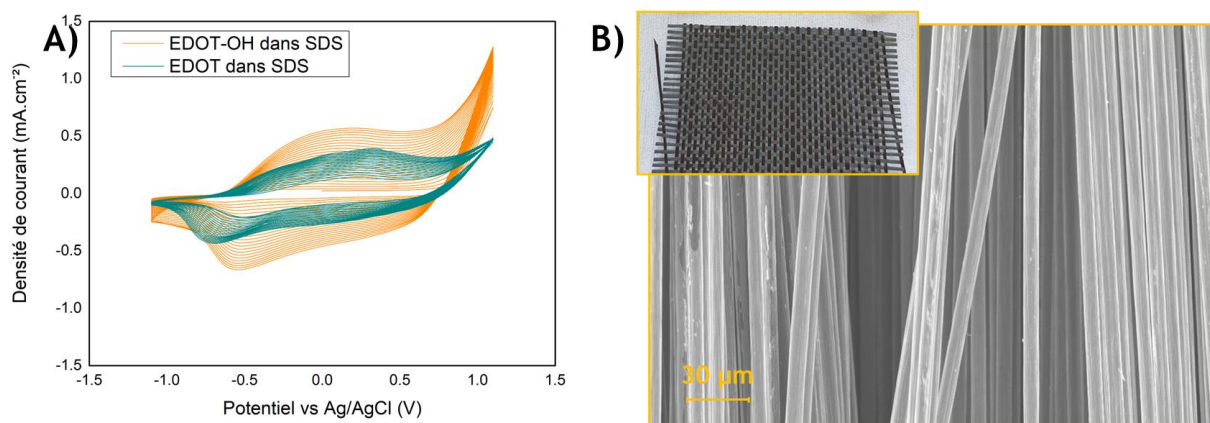 A)
Densité de courant (mA.cm⁻²)
1.5
1.0
0.5
0.0
-0.5
-1.0
-1.5
EDOT-OH dans SDS
EDOT dans SDS
-1.5
-1.0
-0.5
0.0
0.5
1.0
1.5
Potentiel vs Ag/AgCl (V)
B)
30 µm